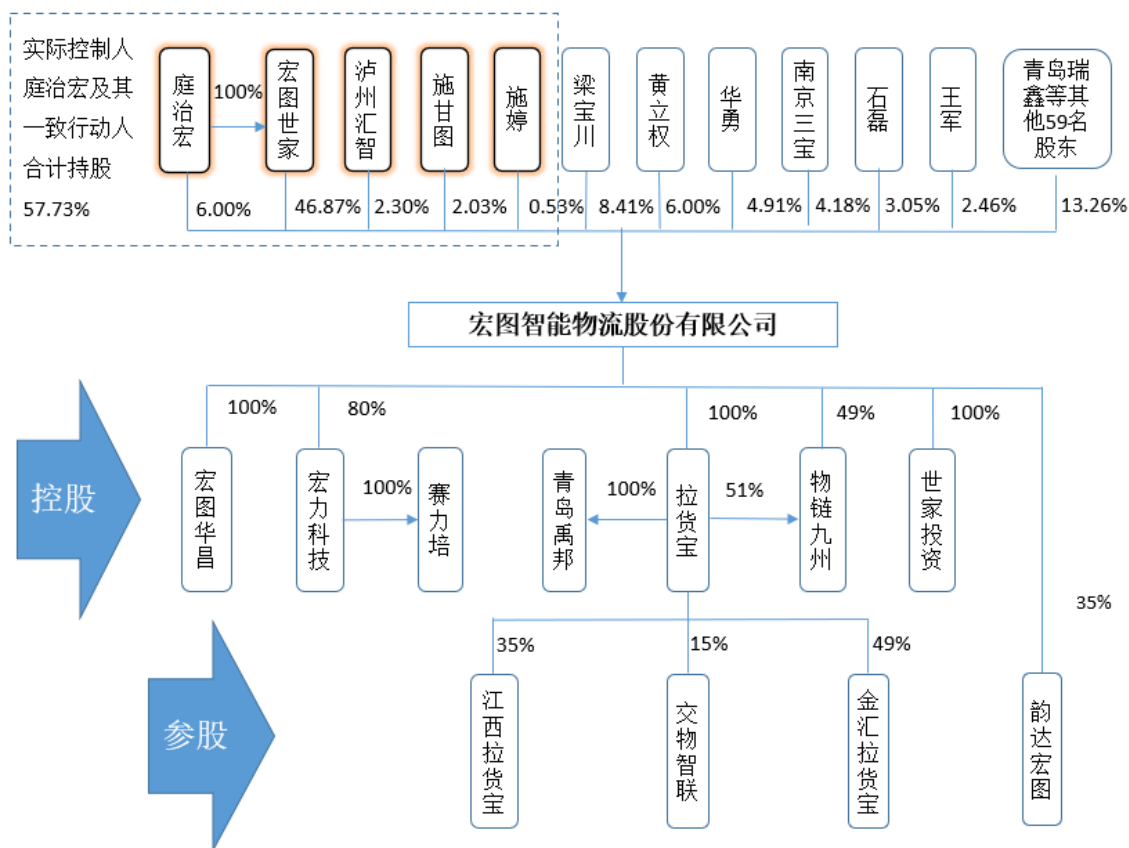 实际控制人
庭治宏及其
一致行动人
合计持股
57.73%
庭治宏
100%
宏图世家
泸州汇智
施甘图
施婷
梁宝川
黄立权
华勇
南京三宝
石磊
王军
青岛瑞
鑫等其
他59名
股东
6.00%
46.87%
2.30%
2.03%
0.53%
8.41%
6.00%
4.91%
4.18%
3.05%
2.46%
13.26%
宏图智能物流股份有限公司
控股
100%
80%
100%
49%
100%
宏图华昌
宏力科技
100%
赛力培
青岛禹邦
100%
拉货宝
51%
物链九州
世家投资
35%
参股
35%
15%
49%
江西拉货宝
交物智联
金汇拉货宝
韵达宏图